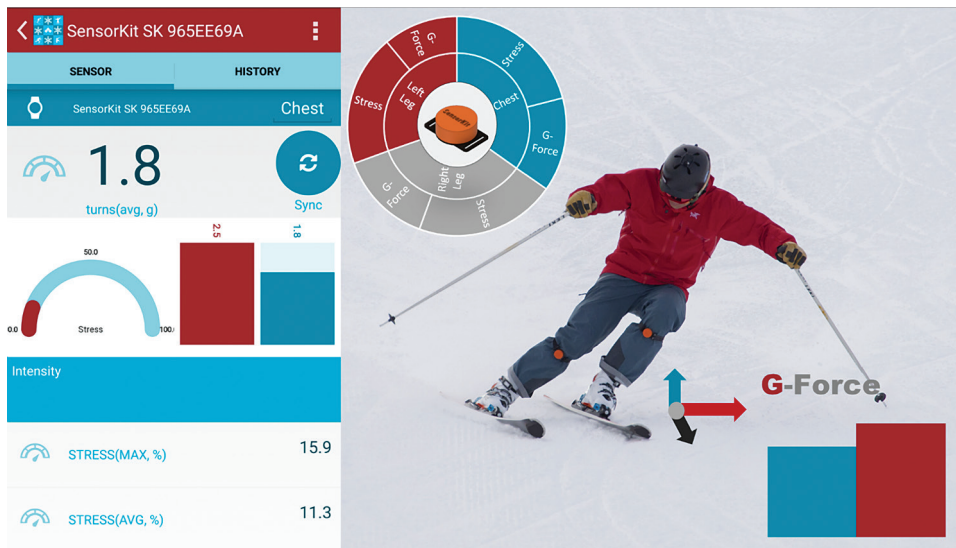 SensorKit SK 965EE69A
SENSOR
HISTORY
SensorKit SK 965EE69A
Chest
1.8
turns(avg, g)
Sync
2.5
1.8
50.0
0.0
Stress
100.
Intensity
STRESS(MAX, %)
15.9
STRESS(AVG, %)
11.3
G-
Force
Stress
Stress
Left
Leg
Chest
SensorKit
G-
Force
Right
Leg
G-
Force
Stress
G-Force